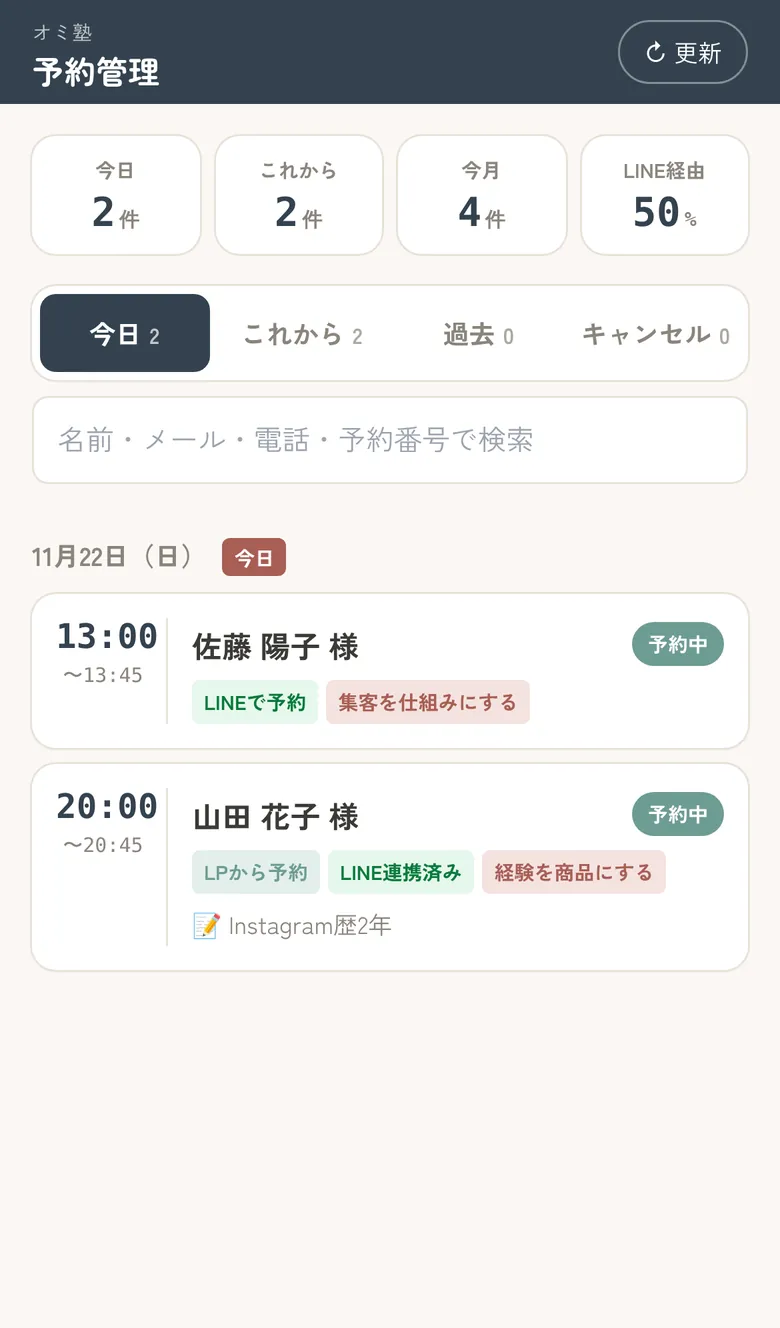 オミ塾
予約管理
↻ 更新
今日 これから 今月 LINE経由
2件 2件 4件 50%
今日 2 これから 2 過去 0 キャンセル 0
名前・メール・電話・予約番号で検索
11月22日（日） 今日
13:00 佐藤 陽子 様 予約中
〜13:45
LINEで予約 集客を仕組みにする
20:00 山田 花子 様 予約中
〜20:45
LPから予約 LINE連携済み 経験を商品にする
📝 Instagram歴2年